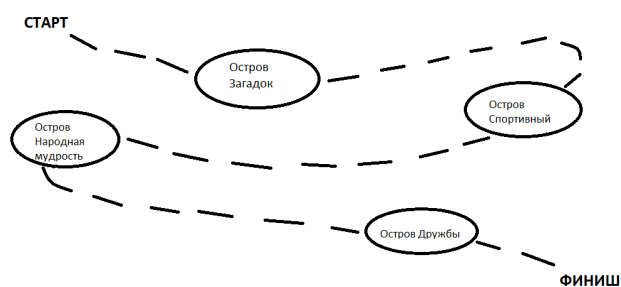 СТАРТ
Остров
Загадок
Остров
Спортивный
Остров
Народная
мудрость
Остров Дружбы
ФИНИШ